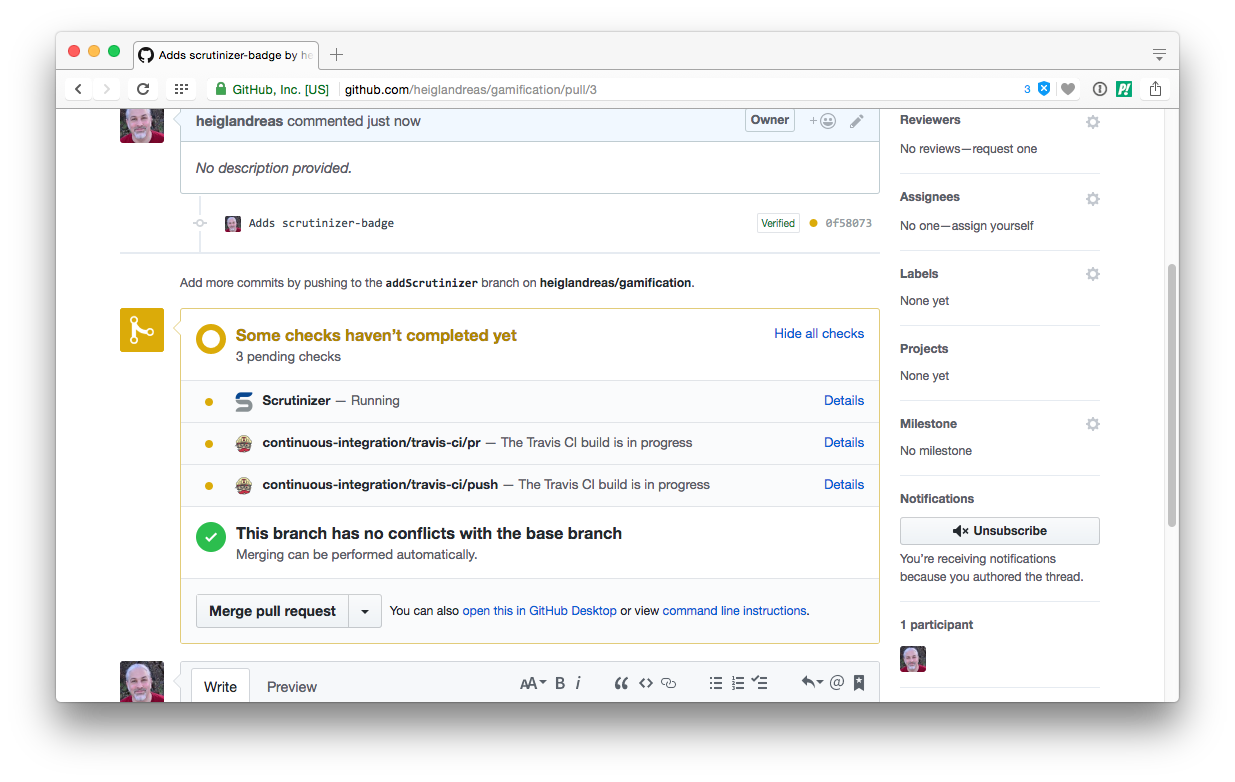 Adds scrutinizer-badge by he
GitHub, Inc. [US] github.com/heiglandreas/gamification/pull/3 3
heiglandreas commented just now Owner
No description provided.
Adds scrutinizer-badge Verified 0f58073
Add more commits by pushing to the addScrutinizer branch on heiglandreas/gamification.
Some checks haven't completed yet Hide all checks
3 pending checks
Scrutinizer — Running Details
continuous-integration/travis-ci/pr — The Travis CI build is in progress Details
continuous-integration/travis-ci/push — The Travis CI build is in progress Details
This branch has no conflicts with the base branch
Merging can be performed automatically.
Merge pull request You can also open this in GitHub Desktop or view command line instructions.
Write Preview AA B i
Reviewers
No reviews—request one
Assignees
No one—assign yourself
Labels
None yet
Projects
None yet
Milestone
No milestone
Notifications
Unsubscribe
You're receiving notifications
because you authored the thread.
1 participant